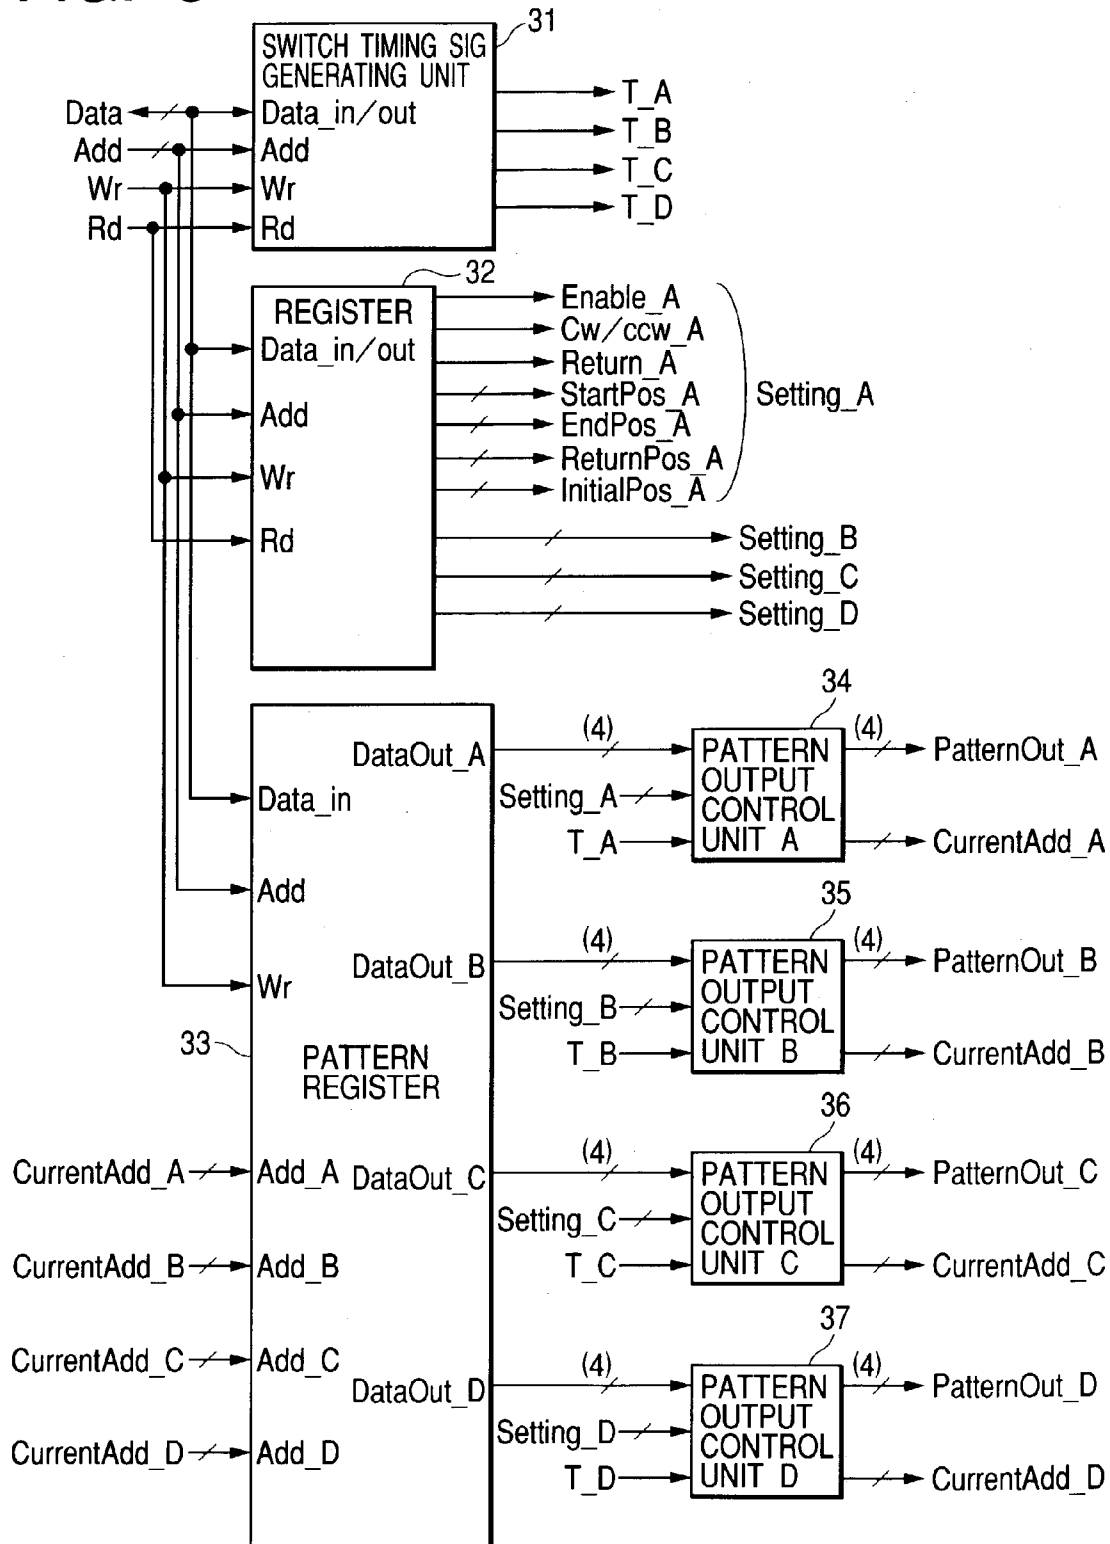 31
SWITCH TIMING SIG
GENERATING UNIT
Data
Data_in/out
Add
Add
Wr
Wr
Rd
Rd
T_A
T_B
T_C
T_D
32
REGISTER
Data_in/out
Add
Wr
Rd
Enable_A
Cw/ccw_A
Return_A
StartPos_A
EndPos_A
ReturnPos_A
InitialPos_A
Setting_A
Setting_B
Setting_C
Setting_D
33
PATTERN
REGISTER
Data_in
Add
Wr
CurrentAdd_A
Add_A
CurrentAdd_B
Add_B
CurrentAdd_C
Add_C
CurrentAdd_D
Add_D
DataOut_A
DataOut_B
DataOut_C
DataOut_D
34
(4)
Setting_A
T_A
PATTERN
OUTPUT
CONTROL
UNIT A
(4)
PatternOut_A
CurrentAdd_A
35
(4)
Setting_B
T_B
PATTERN
OUTPUT
CONTROL
UNIT B
(4)
PatternOut_B
CurrentAdd_B
36
(4)
Setting_C
T_C
PATTERN
OUTPUT
CONTROL
UNIT C
(4)
PatternOut_C
CurrentAdd_C
37
(4)
Setting_D
T_D
PATTERN
OUTPUT
CONTROL
UNIT D
(4)
PatternOut_D
CurrentAdd_D